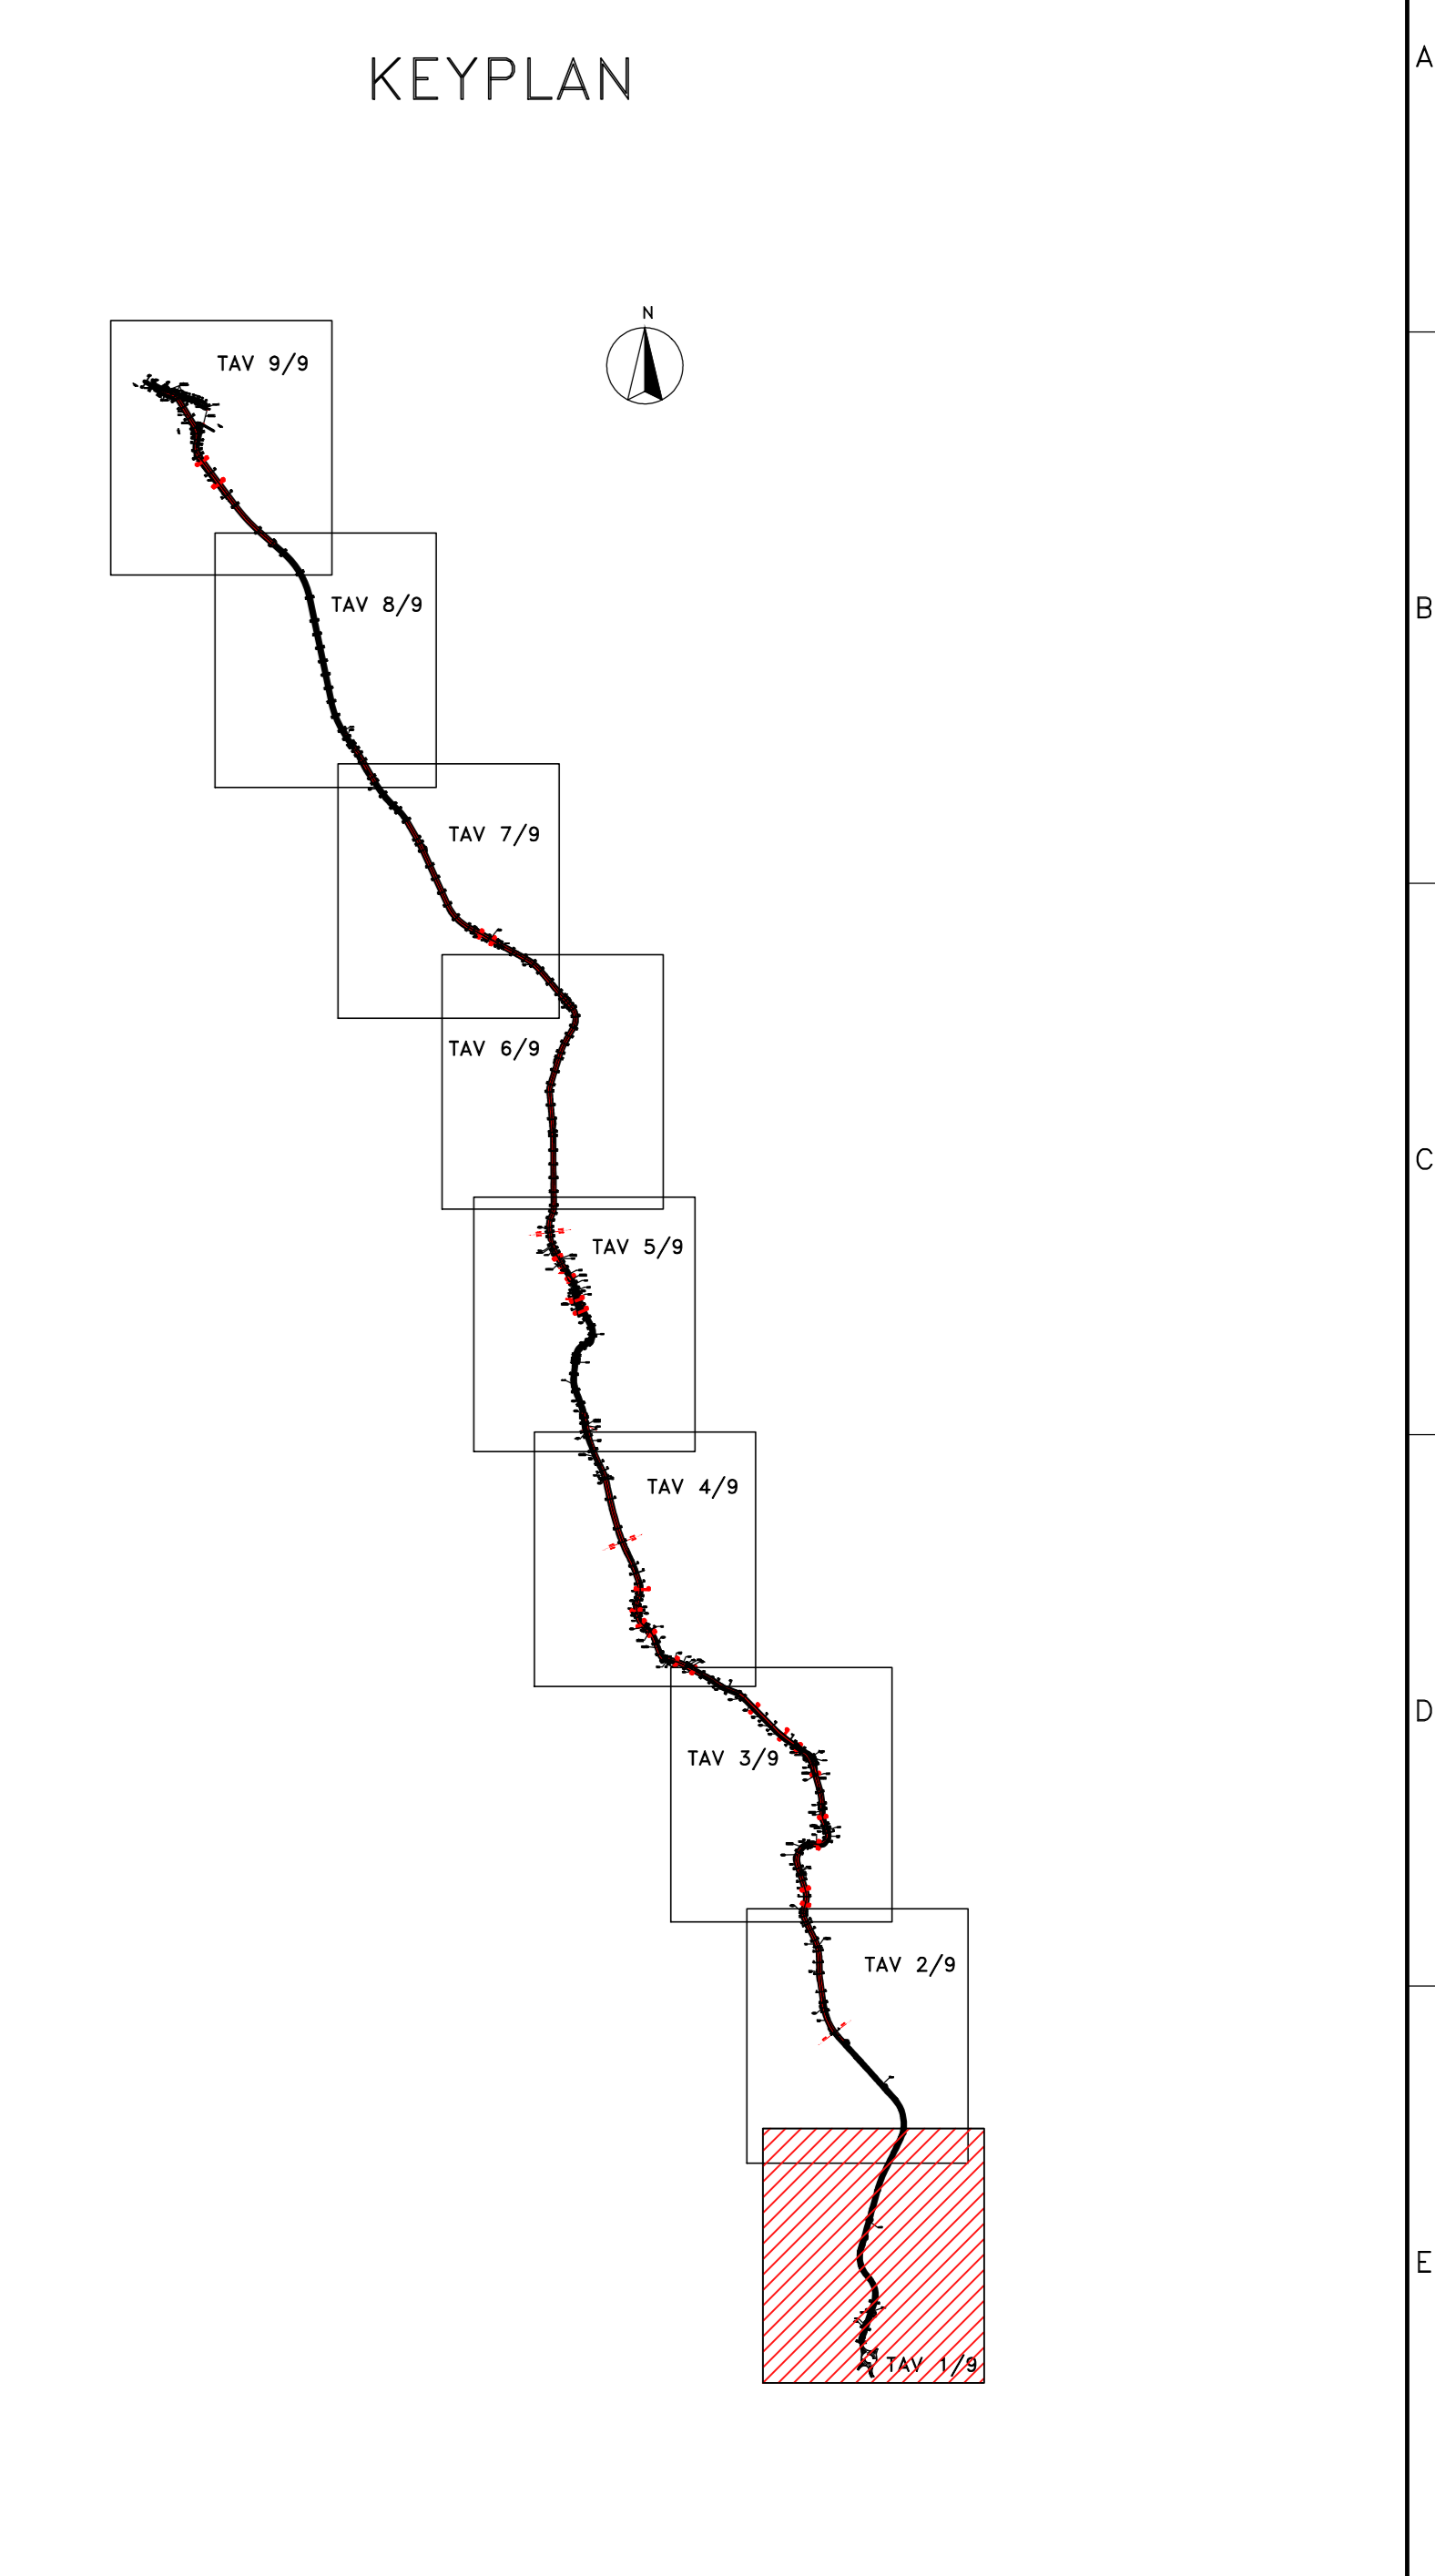 KEYPLAN
A
N
TAV 9/9
TAV 8/9
B
TAV 7/9
TAV 6/9
C
TAV 5/9
TAV 4/9
D
TAV 3/9
TAV 2/9
E
TAV 1/9